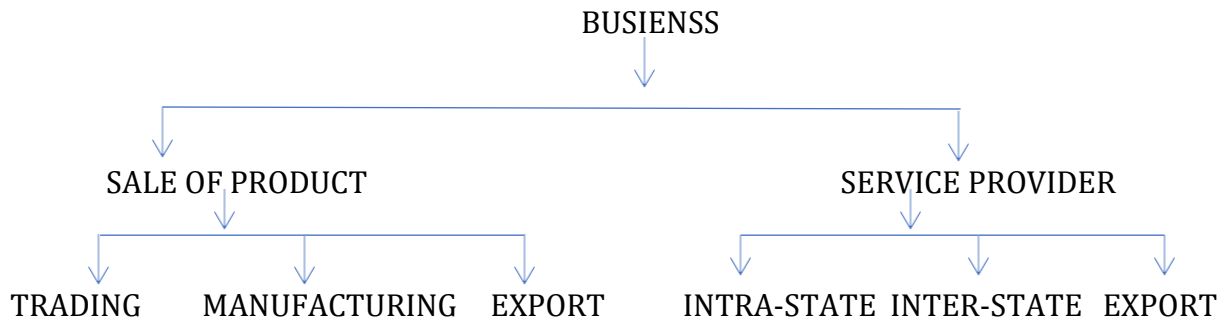 BUSIENSS
SALE OF PRODUCT SERVICE PROVIDER
TRADING MANUFACTURING EXPORT INTRA-STATE INTER-STATE EXPORT